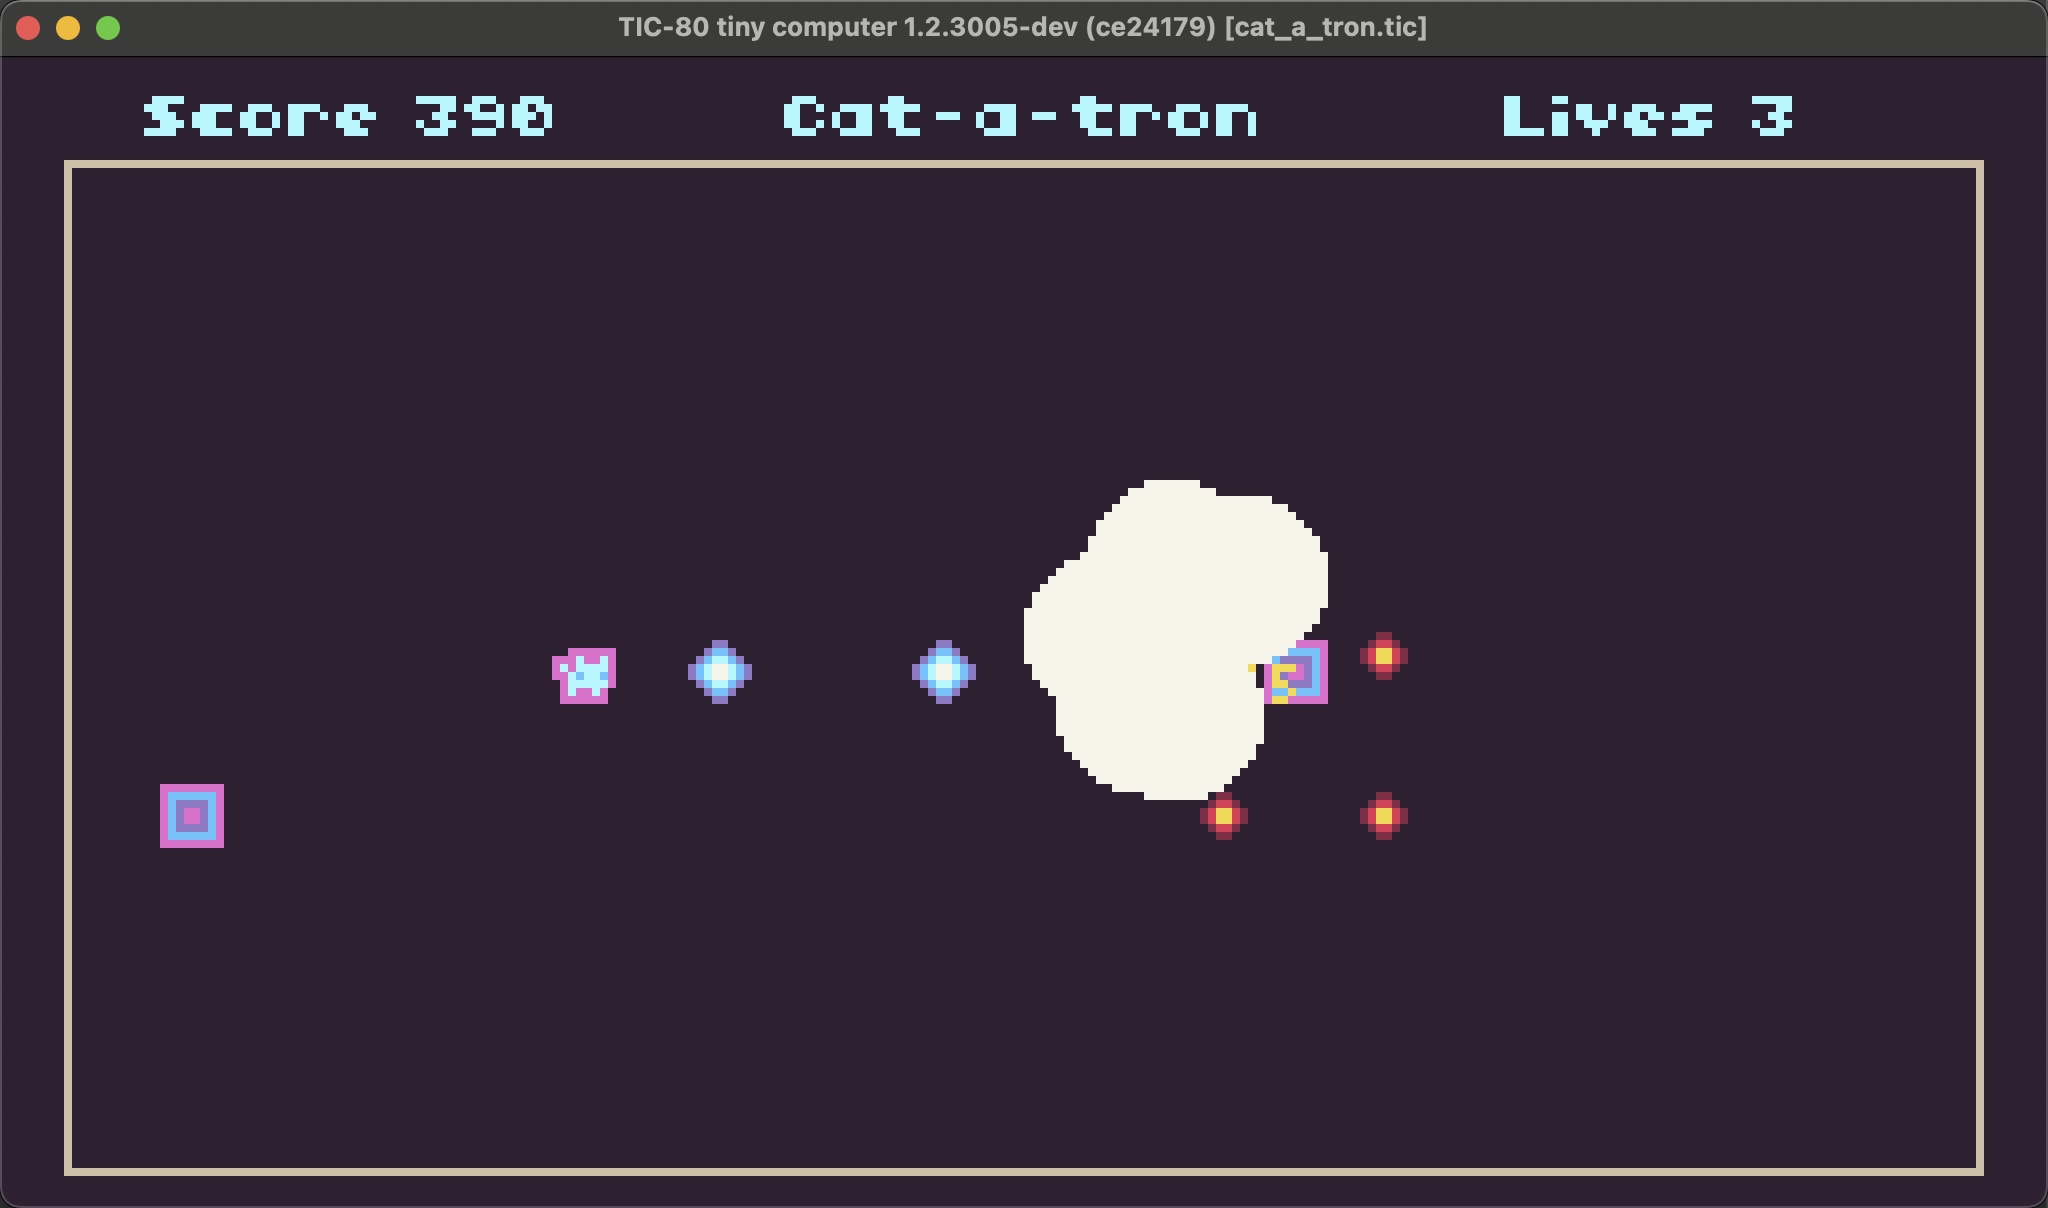 TIC-80 tiny computer 1.2.3005-dev (ce24179) [cat_a_tron.tic]
Score 390 Cat-a-tron Lives 3